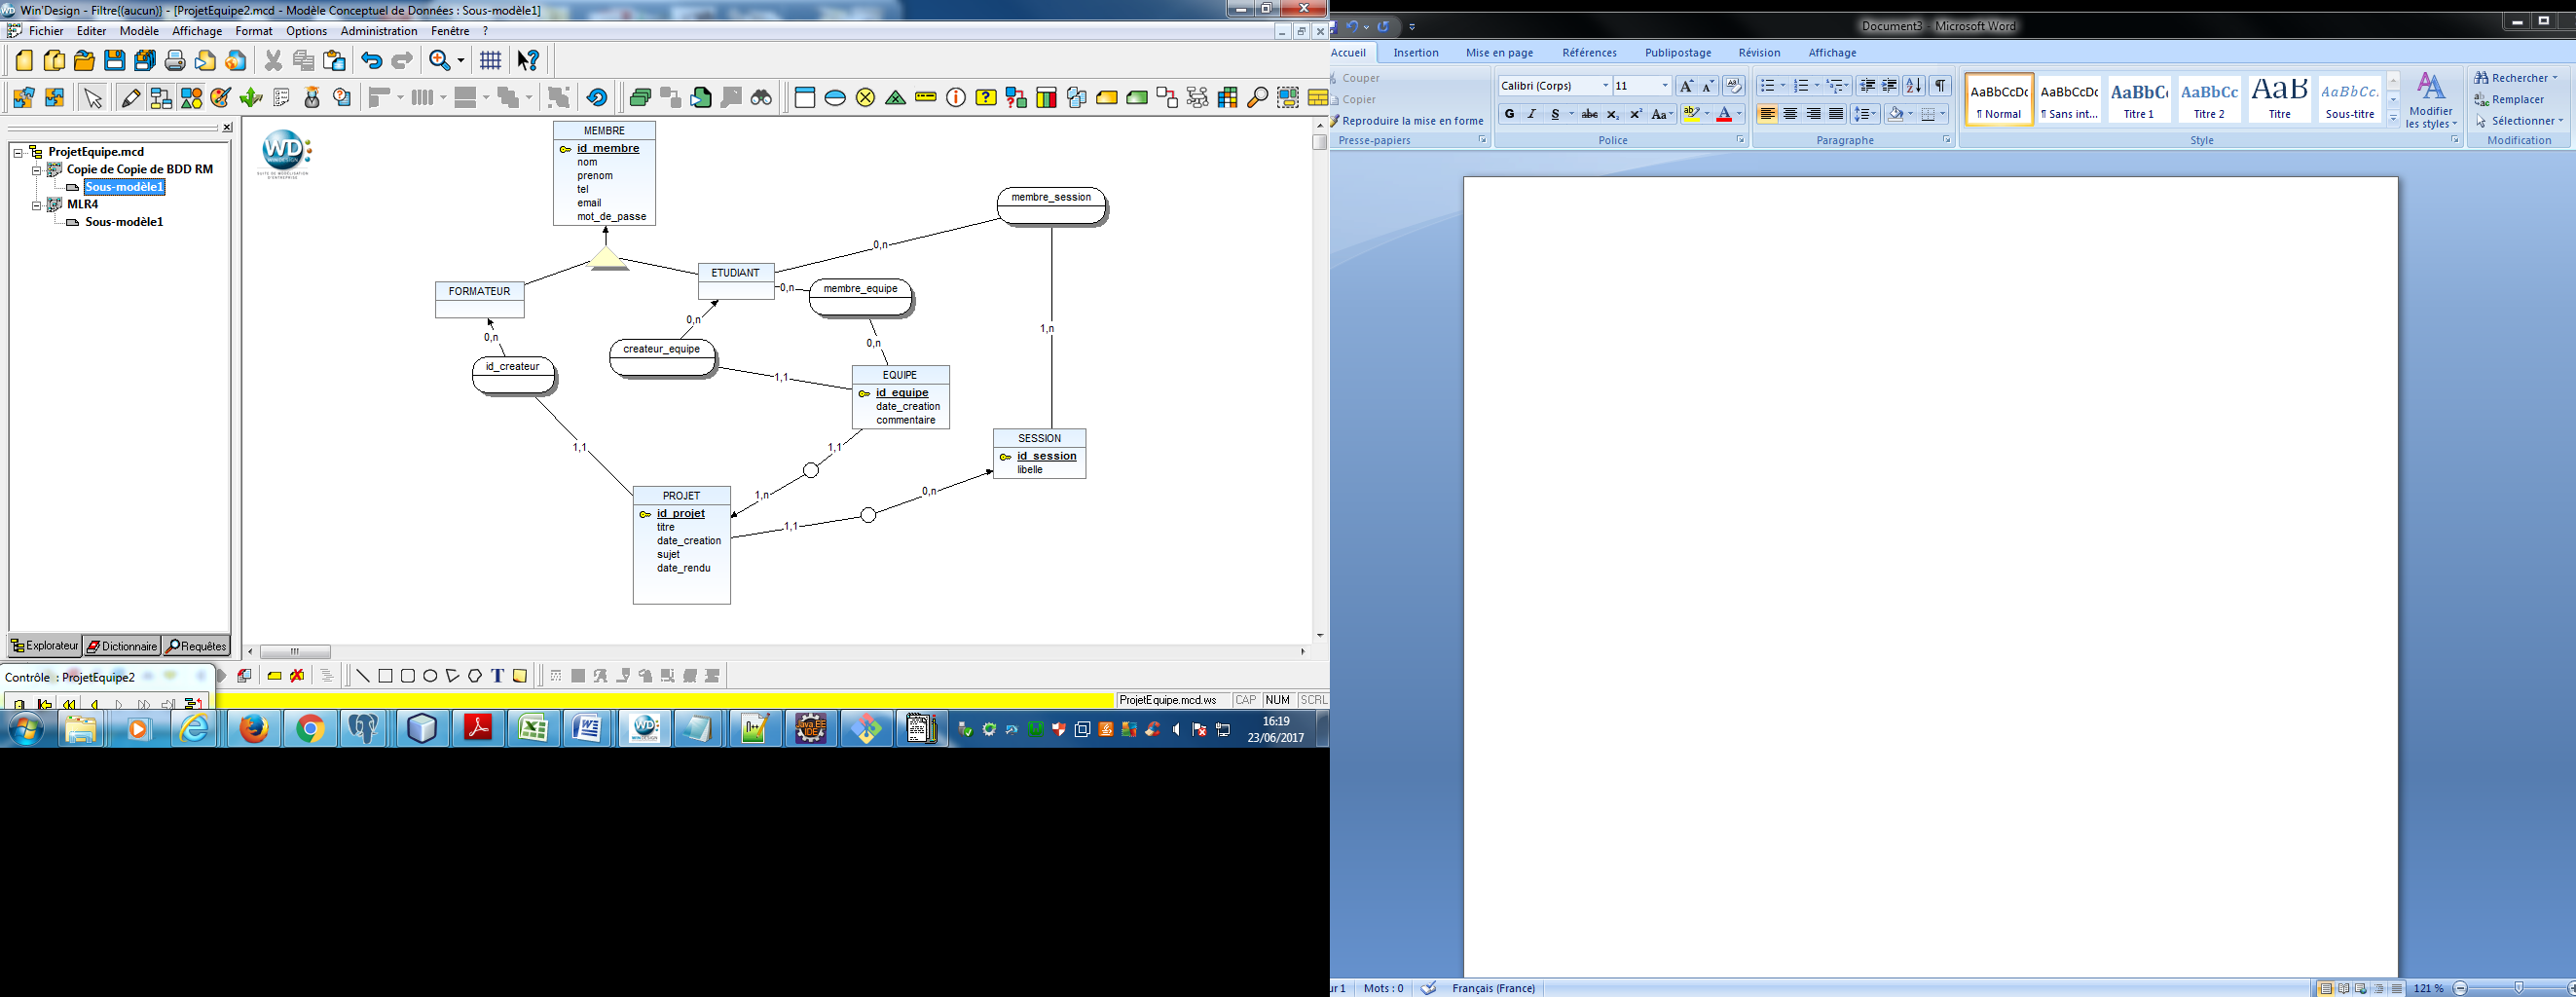 Win'Design - Filtre{(aucun)} - [ProjetEquipe2.mcd - Modèle Conceptuel de Données : Sous-modèle1]
Fichier Editer Modèle Affichage Format Options Administration Fenêtre ?
ProjetEquipe.mcd
Copie de Copie de BDD RM
Sous-modèle1
MLR4
Sous-modèle1
Explorateur Dictionnaire Requêtes
WD
MEMBRE
id_membre
nom
prenom
tel
email
mot_de_passe
membre_session
0,n
ETUDIANT
FORMATEUR
0,n
membre_equipe
0,n
0,n
1,n
0,n
createur_equipe
id_createur
1,1
EQUIPE
id_equipe
date_creation
commentaire
1,1
1,1
SESSION
id_session
libelle
1,n
0,n
1,1
PROJET
id_projet
titre
date_creation
sujet
date_rendu
Contrôle : ProjetEquipe2
ProjetEquipe.mcd.ws CAP NUM SCRL
16:19
23/06/2017
Document3 - Microsoft Word
Accueil Insertion Mise en page Références Publipostage Révision Affichage
Couper
Copier
Reproduire la mise en forme
Presse-papiers
Calibri (Corps) 11
G I S abc x₂ x² Aa
Police
Paragraphe
AaBbCcDc AaBbCcDc AaBbC AaBbCc AaB AaBbCc.
¶ Normal ¶ Sans int... Titre 1 Titre 2 Titre Sous-titre
Modifier
les styles
Style
Rechercher
Remplacer
Sélectionner
Modification
ur 1 Mots : 0 Français (France) 121 %